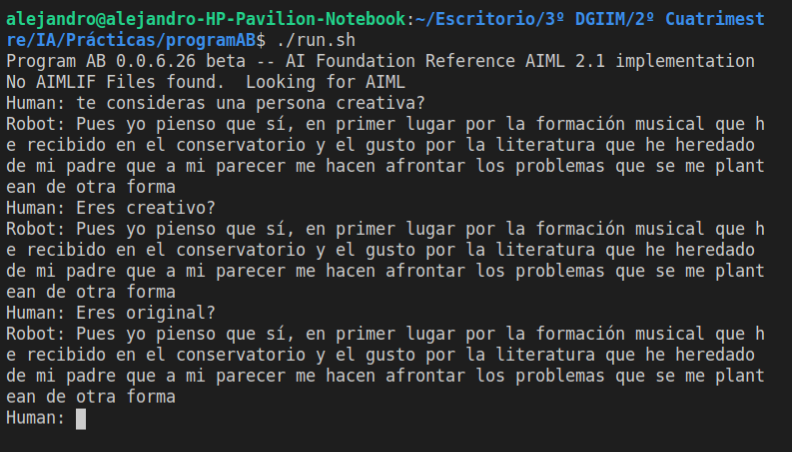 alejandro@alejandro-HP-Pavilion-Notebook:~/Escritorio/3º DGIIM/2º Cuatrimest
re/IA/Prácticas/programAB$ ./run.sh
Program AB 0.0.6.26 beta -- AI Foundation Reference AIML 2.1 implementation
No AIMLIF Files found.  Looking for AIML
Human: te consideras una persona creativa?
Robot: Pues yo pienso que sí, en primer lugar por la formación musical que h
e recibido en el conservatorio y el gusto por la literatura que he heredado
de mi padre que a mi parecer me hacen afrontar los problemas que se me plant
ean de otra forma
Human: Eres creativo?
Robot: Pues yo pienso que sí, en primer lugar por la formación musical que h
e recibido en el conservatorio y el gusto por la literatura que he heredado
de mi padre que a mi parecer me hacen afrontar los problemas que se me plant
ean de otra forma
Human: Eres original?
Robot: Pues yo pienso que sí, en primer lugar por la formación musical que h
e recibido en el conservatorio y el gusto por la literatura que he heredado
de mi padre que a mi parecer me hacen afrontar los problemas que se me plant
ean de otra forma
Human: